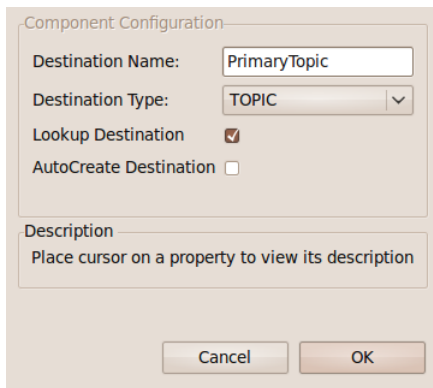 Component Configuration
Destination Name: PrimaryTopic
Destination Type: TOPIC
Lookup Destination
AutoCreate Destination
Description
Place cursor on a property to view its description
Cancel OK